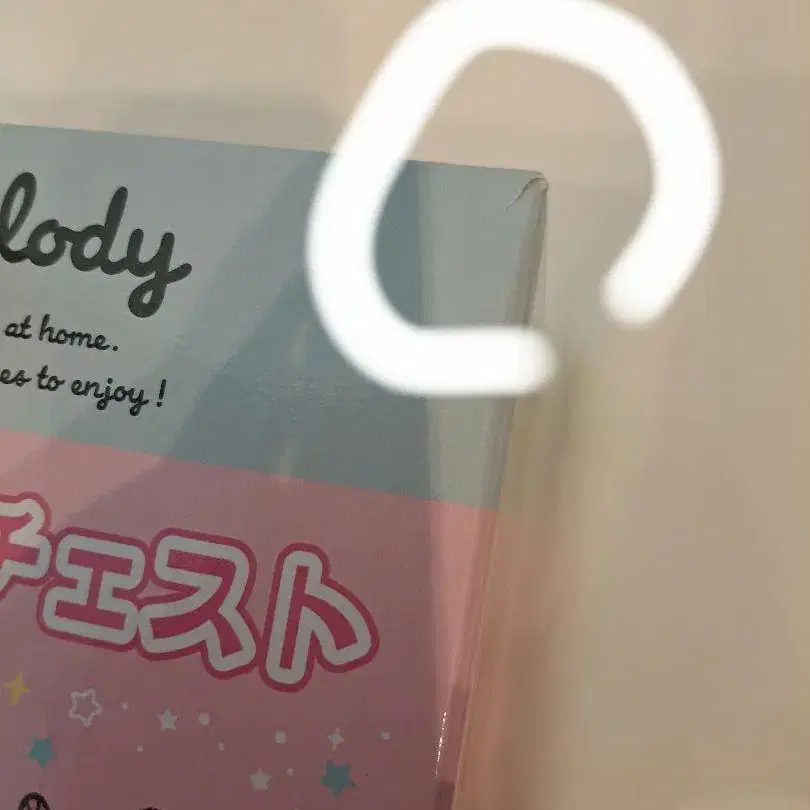 lody
at home.
es to enjoy !
チェスト